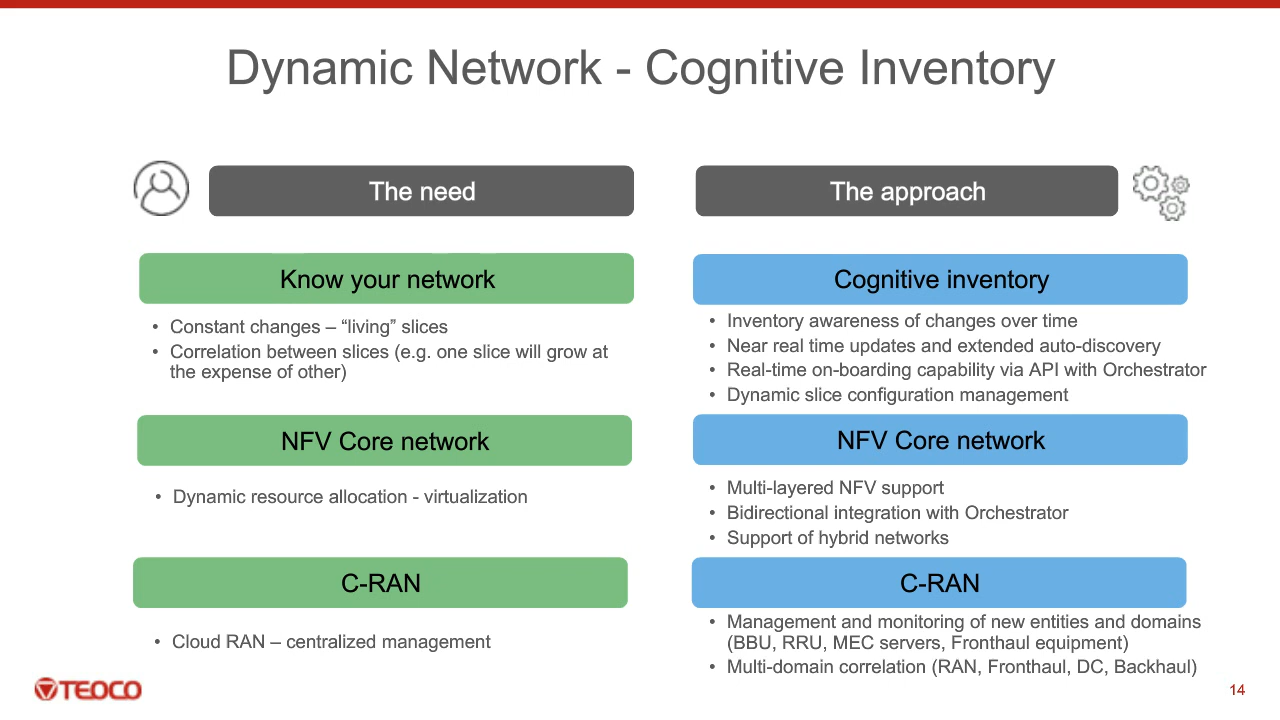 Dynamic Network - Cognitive Inventory
The need
The approach
Know your network
• Constant changes – “living” slices
• Correlation between slices (e.g. one slice will grow at
the expense of other)
Cognitive inventory
• Inventory awareness of changes over time
• Near real time updates and extended auto-discovery
• Real-time on-boarding capability via API with Orchestrator
• Dynamic slice configuration management
NFV Core network
• Dynamic resource allocation - virtualization
NFV Core network
• Multi-layered NFV support
• Bidirectional integration with Orchestrator
• Support of hybrid networks
C-RAN
• Cloud RAN – centralized management
C-RAN
• Management and monitoring of new entities and domains
(BBU, RRU, MEC servers, Fronthaul equipment)
• Multi-domain correlation (RAN, Fronthaul, DC, Backhaul)
TEOCO
14